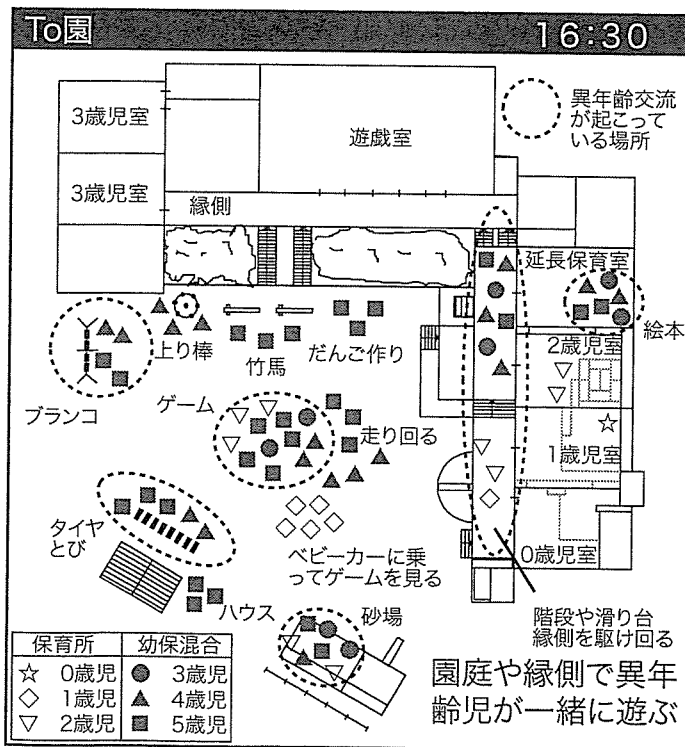 To園
16:30
3歳児室
3歳児室
遊戯室
縁側
異年齢交流
が起こって
いる場所
延長保育室
絵本
2歳児室
1歳児室
0歳児室
上り棒
竹馬
だんご作り
ブランコ
ゲーム
走り回る
タイヤ
とび
ベビーカーに乗
ってゲームを見る
ハウス
砂場
階段や滑り台
縁側を駆け回る
保育所 幼保混合
☆ 0歳児 ● 3歳児
◇ 1歳児 ▲ 4歳児
▽ 2歳児 ■ 5歳児
園庭や縁側で異年
齢児が一緒に遊ぶ